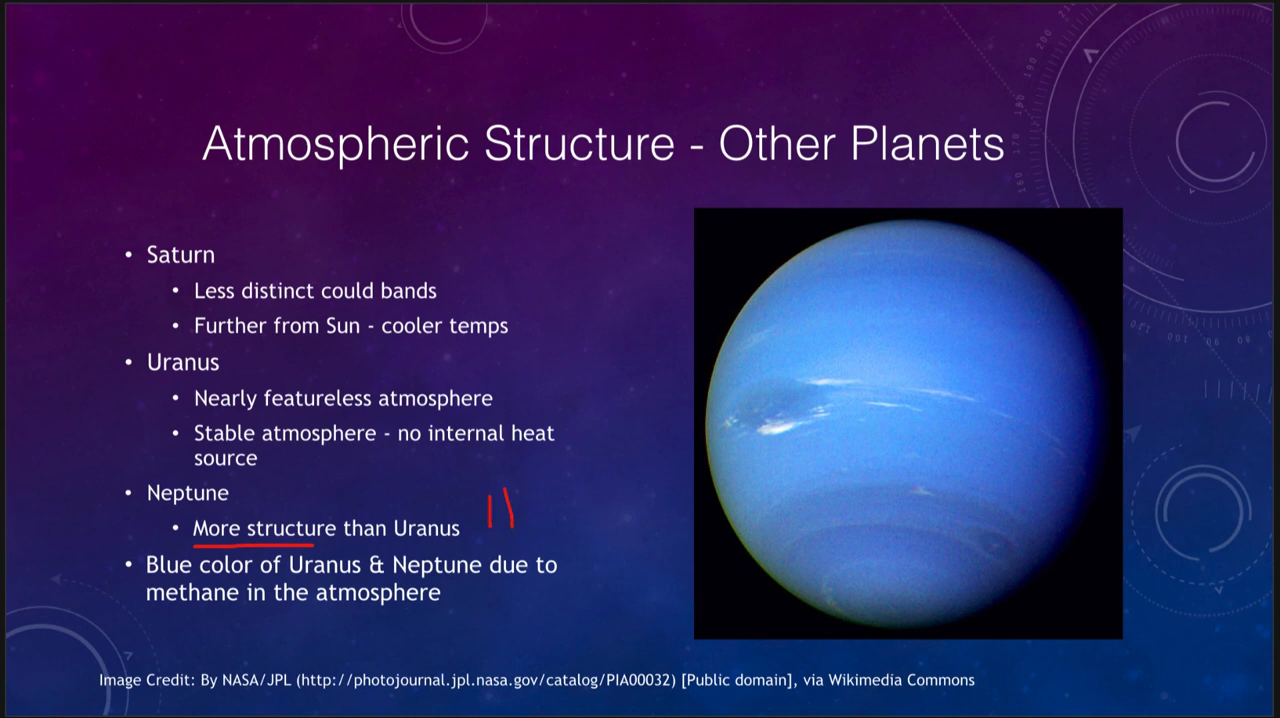 Atmospheric Structure - Other Planets
• Saturn
• Less distinct could bands
• Further from Sun - cooler temps
• Uranus
• Nearly featureless atmosphere
• Stable atmosphere - no internal heat
source
• Neptune
• More structure than Uranus
• Blue color of Uranus & Neptune due to
methane in the atmosphere
Image Credit: By NASA/JPL (http://photojournal.jpl.nasa.gov/catalog/PIA00032) [Public domain], via Wikimedia Commons